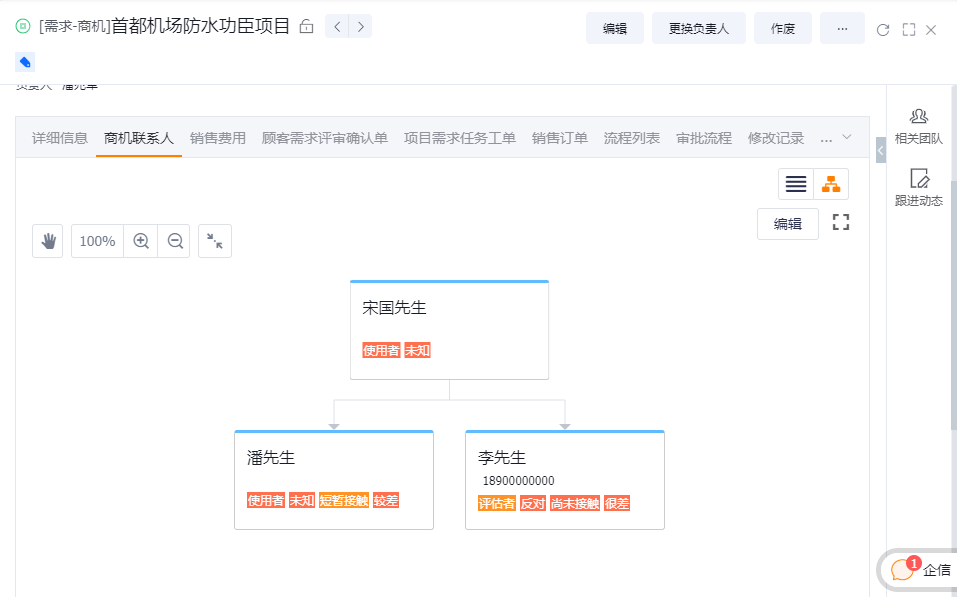 [需求-商机]首都机场防水功臣项目
编辑 更换负责人 作废 ...
负责人 潘先生
详细信息 商机联系人 销售费用 顾客需求评审确认单 项目需求任务工单 销售订单 流程列表 审批流程 修改记录 ...
相关团队
跟进动态
编辑
100%
宋国先生
使用者 未知
潘先生
使用者 未知 短暂接触 较差
李先生
18900000000
评估者 反对 尚未接触 很差
1
企信